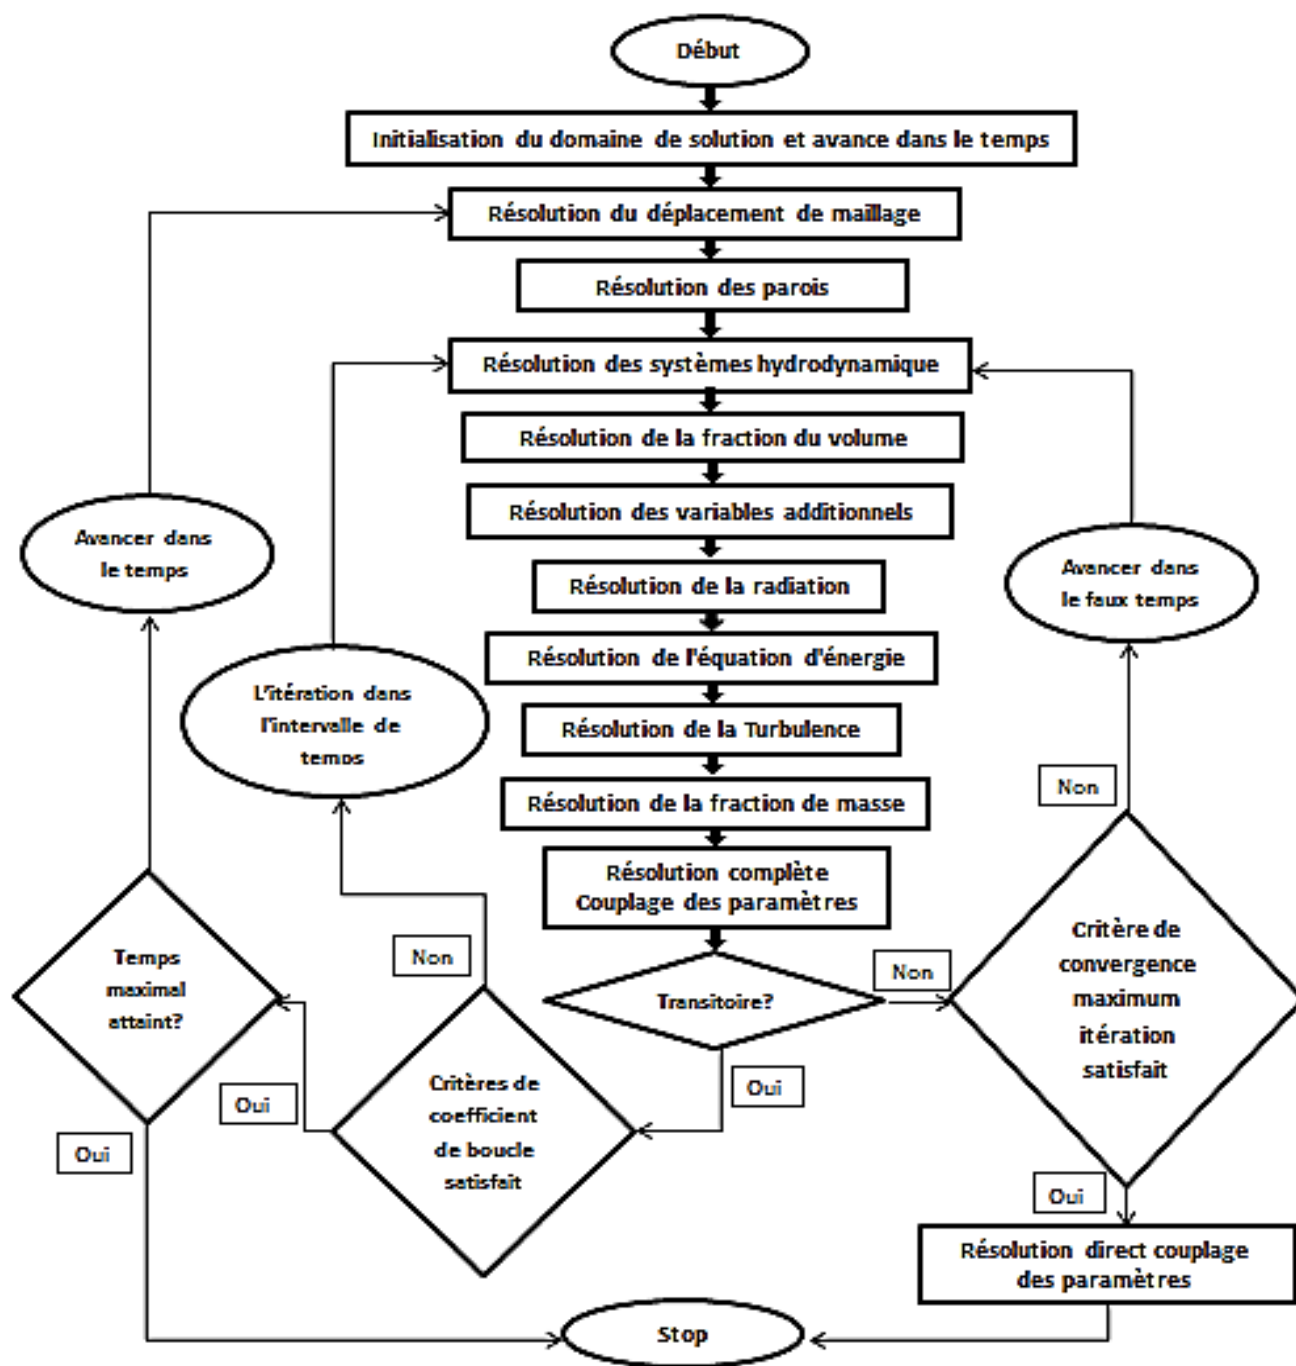 Début
Initialisation du domaine de solution et avance dans le temps
Résolution du déplacement de maillage
Résolution des parois
Résolution des systèmes hydrodynamique
Résolution de la fraction du volume
Résolution des variables additionnels
Avancer dans
le temps
Résolution de la radiation
Avancer dans
le faux temps
Résolution de l'équation d'énergie
L'itération dans
l'intervalle de
temps
Résolution de la Turbulence
Non
Résolution de la fraction de masse
Résolution complète
Couplage des paramètres
Temps
maximal
attaint?
Non
Transitoire?
Non
Critère de
convergence
maximum
itération
satisfait
Oui
Critères de
coefficient
de boucle
satisfait
Oui
Oui
Oui
Résolution direct couplage
des paramètres
Stop